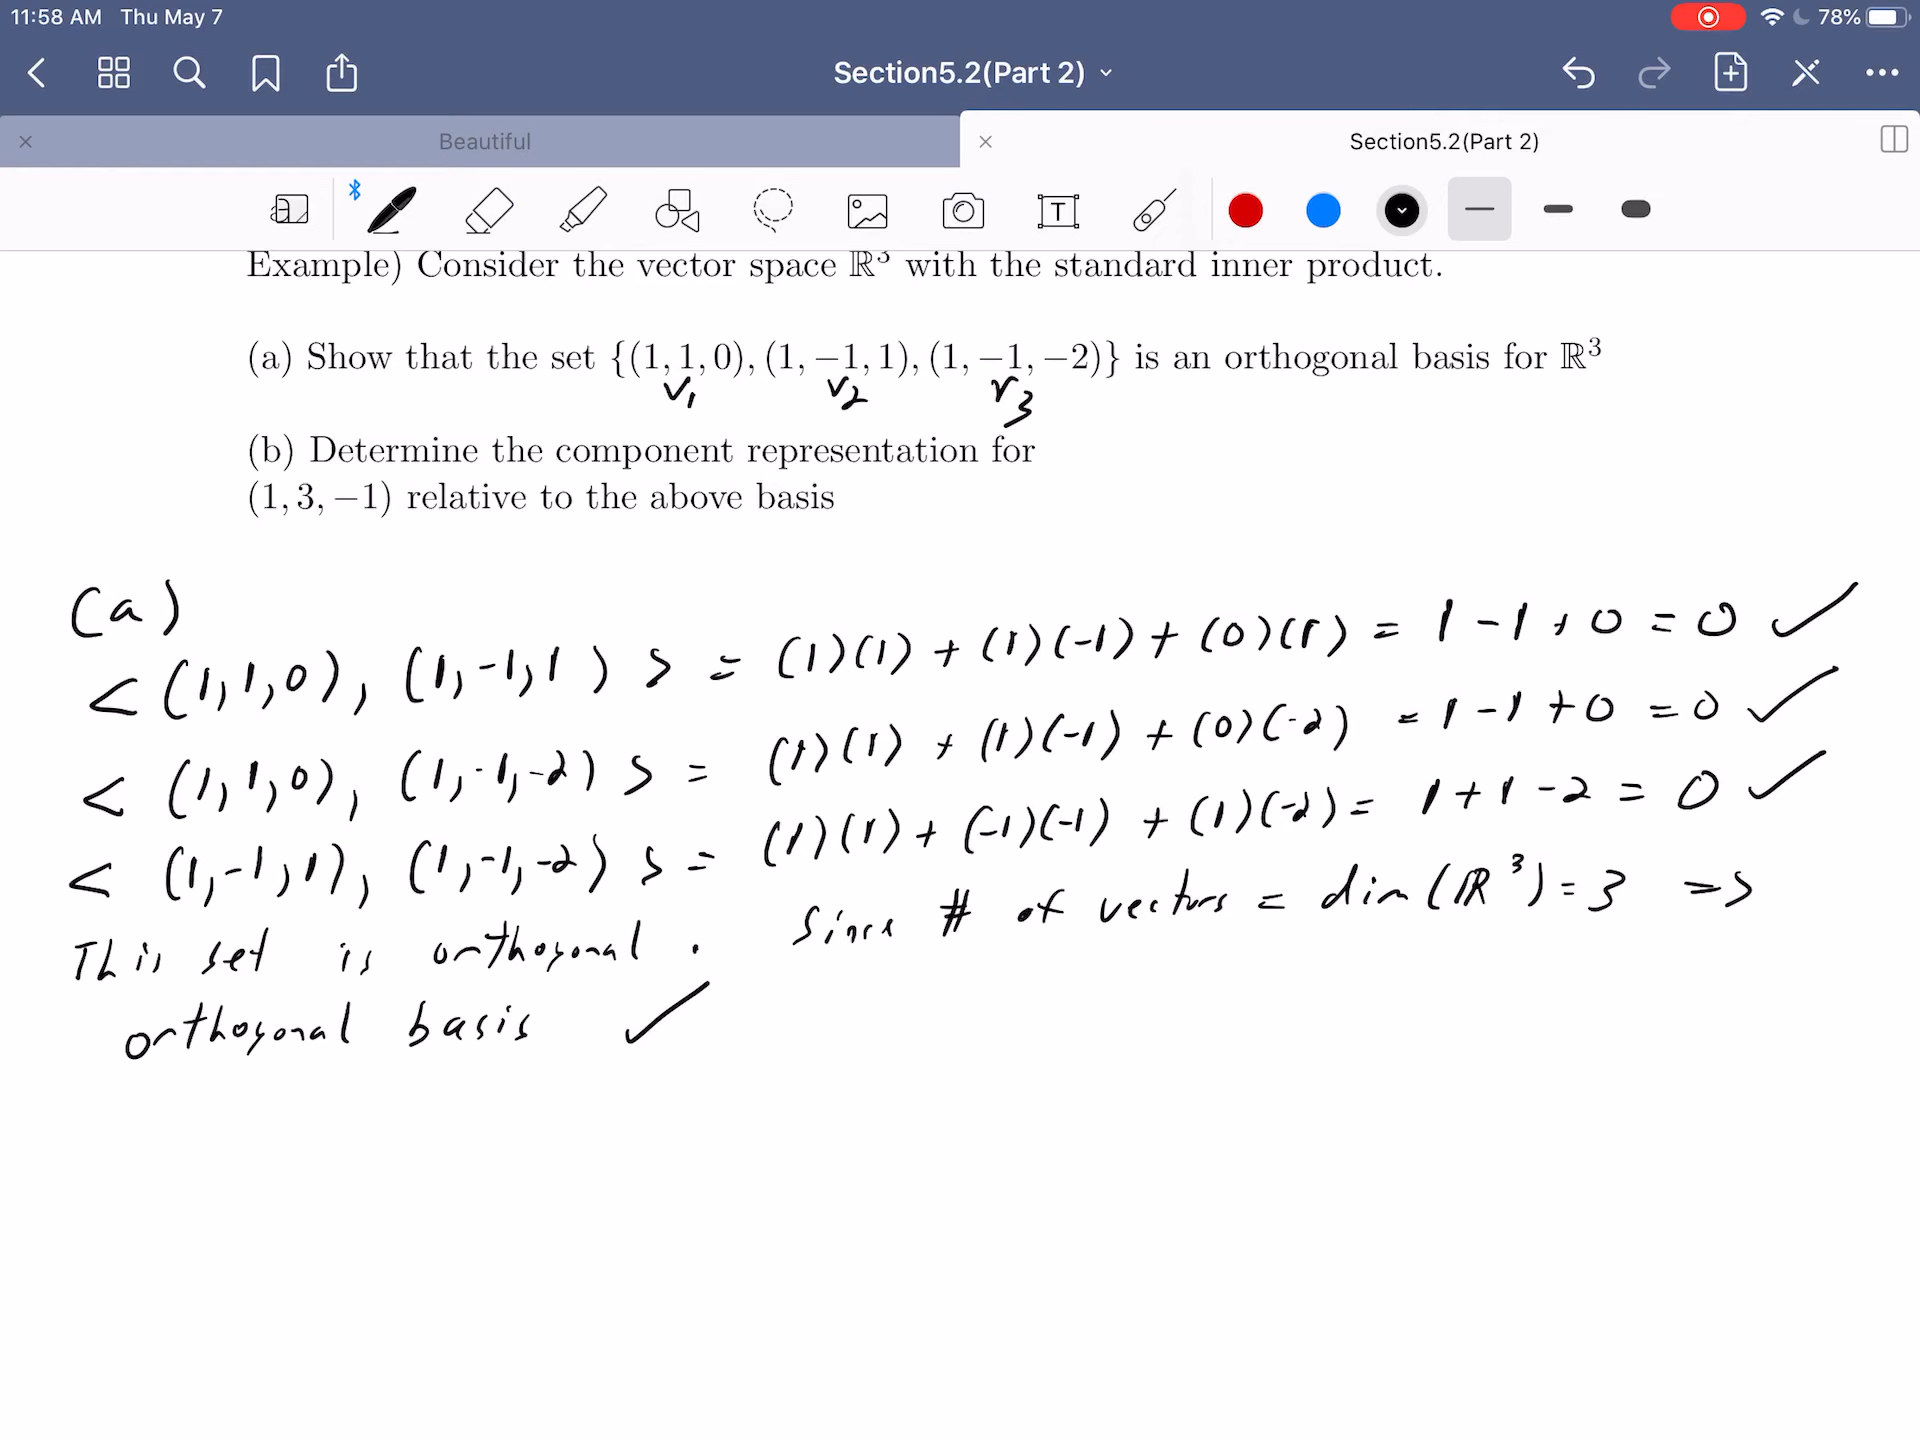 11:58 AM Thu May 7 78%
Section5.2(Part 2)
Beautiful
Section5.2(Part 2)
a T
Example) Consider the vector space ℝ³ with the standard inner product.
(a) Show that the set {(1, 1, 0), (1, −1, 1), (1, −1, −2)} is an orthogonal basis for ℝ³
v₁ v₂ v₃
(b) Determine the component representation for
(1, 3, −1) relative to the above basis
(a)
< (1,1,0), (1,-1,1) > = (1)(1) + (1)(-1) + (0)(1) = 1 - 1 + 0 = 0 ✓
< (1,1,0), (1,-1,-2) > = (1)(1) + (1)(-1) + (0)(-2) = 1 - 1 + 0 = 0 ✓
< (1,-1,1), (1,-1,-2) > = (1)(1) + (-1)(-1) + (1)(-2) = 1 + 1 - 2 = 0 ✓
This set is orthogonal. Since # of vectors = dim(ℝ³) = 3 =>
orthogonal basis ✓